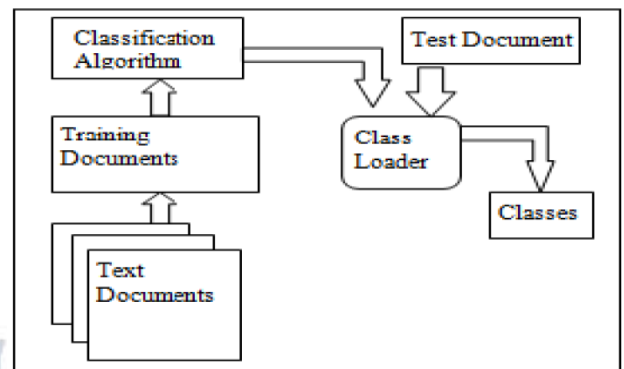 Classification
Algorithm
Test Document
Training
Documents
Class
Loader
Classes
Text
Documents